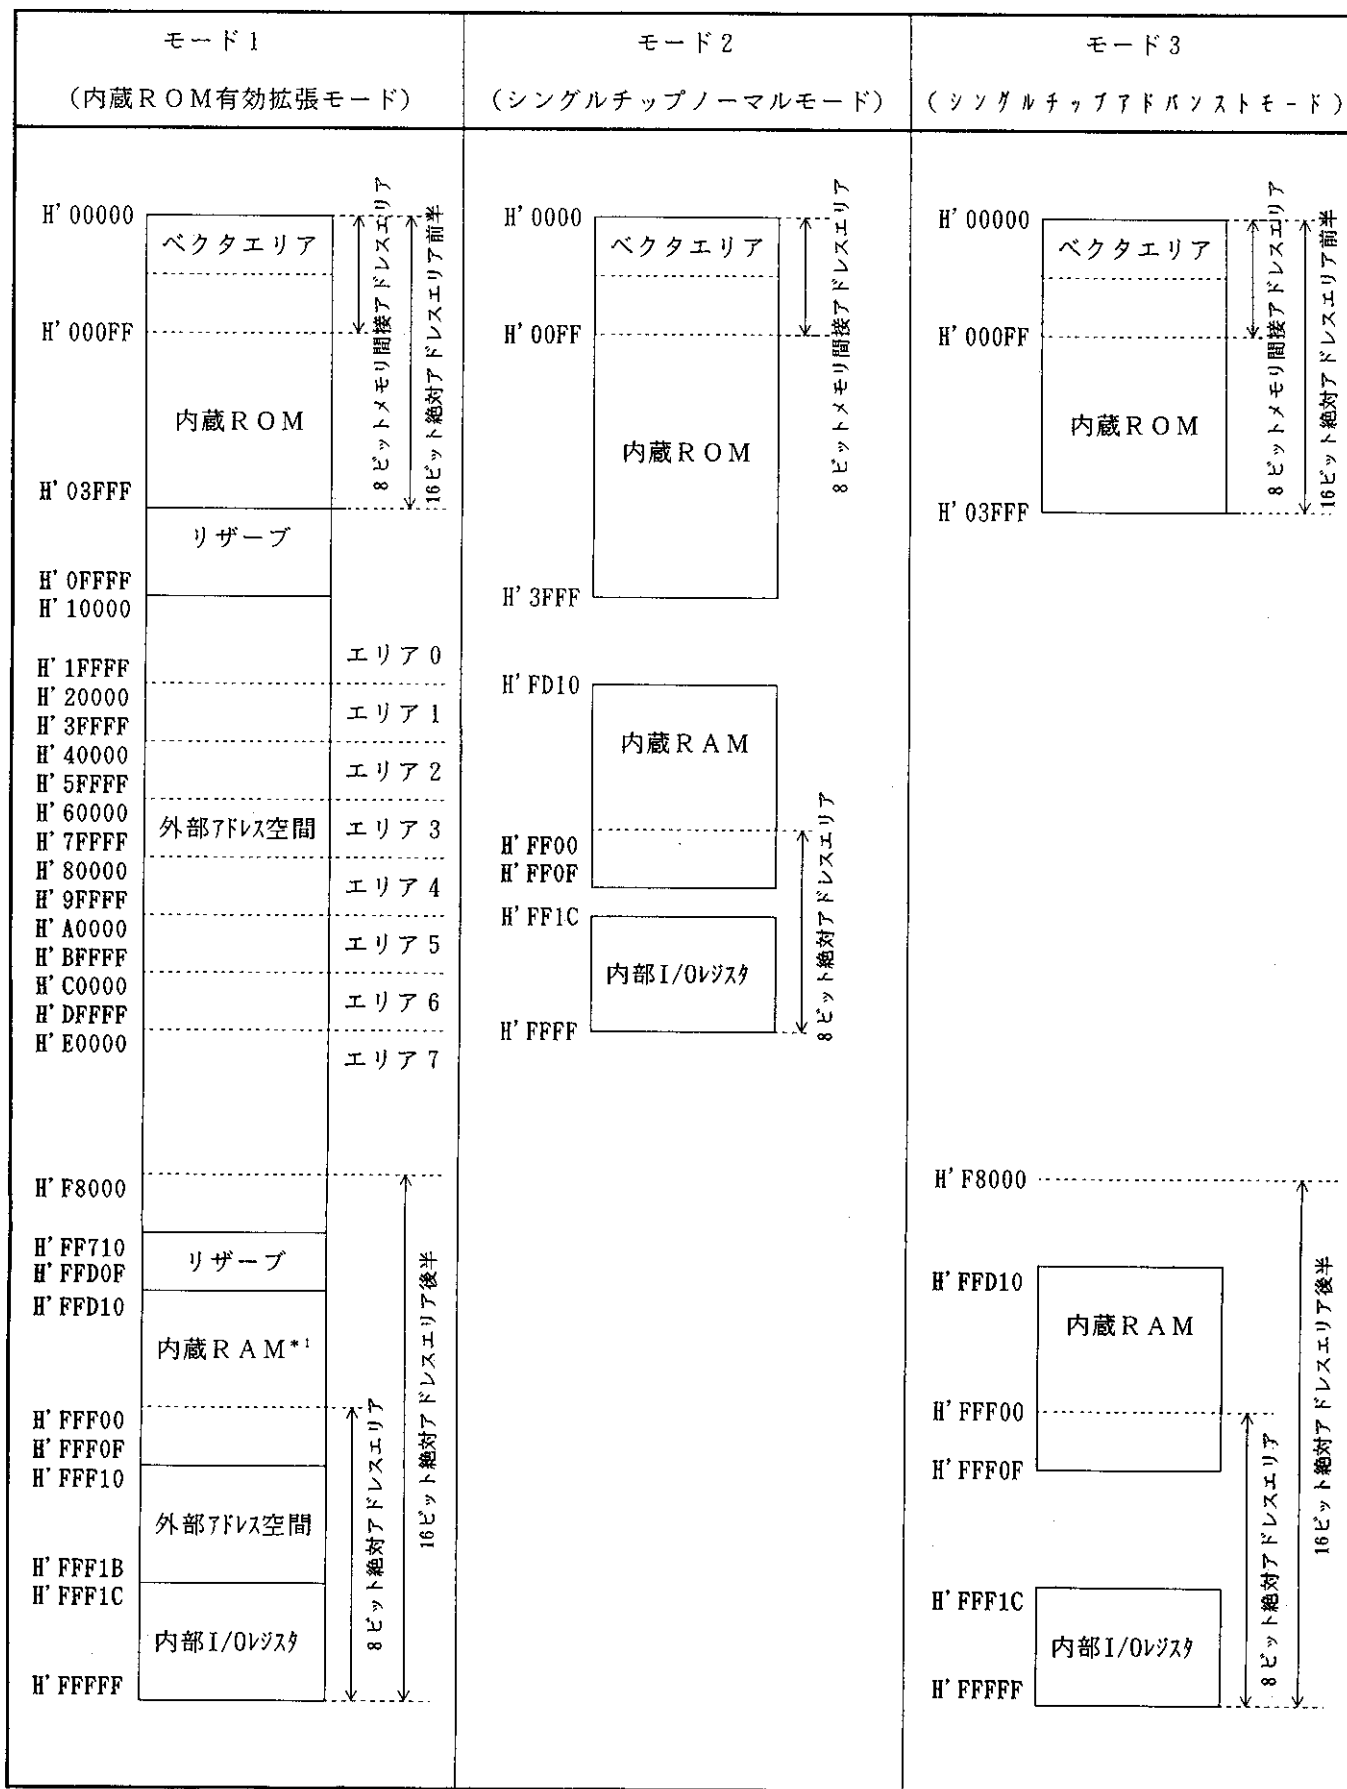 モード1
(内蔵ROM有効拡張モード)
H'00000
ベクタエリア
H'000FF
内蔵ROM
H'03FFF
リザーブ
H'0FFFF
H'10000
エリア0
H'1FFFF
H'20000
エリア1
H'3FFFF
H'40000
エリア2
H'5FFFF
H'60000
外部アドレス空間
エリア3
H'7FFFF
H'80000
エリア4
H'9FFFF
H'A0000
エリア5
H'BFFFF
H'C0000
エリア6
H'DFFFF
H'E0000
エリア7
H'F8000
H'FF710
リザーブ
H'FFD0F
H'FFD10
内蔵RAM*1
H'FFF00
H'FFF0F
H'FFF10
外部アドレス空間
H'FFF1B
H'FFF1C
内部I/Oレジスタ
H'FFFFF
8ビットメモリ間接アドレスエリア
16ビット絶対アドレスエリア前半
8ビット絶対アドレスエリア
16ビット絶対アドレスエリア後半
モード2
(シングルチップノーマルモード)
H'0000
ベクタエリア
H'00FF
内蔵ROM
H'3FFF
H'FD10
内蔵RAM
H'FF00
H'FF0F
H'FF1C
内部I/Oレジスタ
H'FFFF
8ビットメモリ間接アドレスエリア
8ビット絶対アドレスエリア
モード3
(シングルチップアドバンストモード)
H'00000
ベクタエリア
H'000FF
内蔵ROM
H'03FFF
H'F8000
H'FFD10
内蔵RAM
H'FFF00
H'FFF0F
H'FFF1C
内部I/Oレジスタ
H'FFFFF
8ビットメモリ間接アドレスエリア
16ビット絶対アドレスエリア前半
8ビット絶対アドレスエリア
16ビット絶対アドレスエリア後半